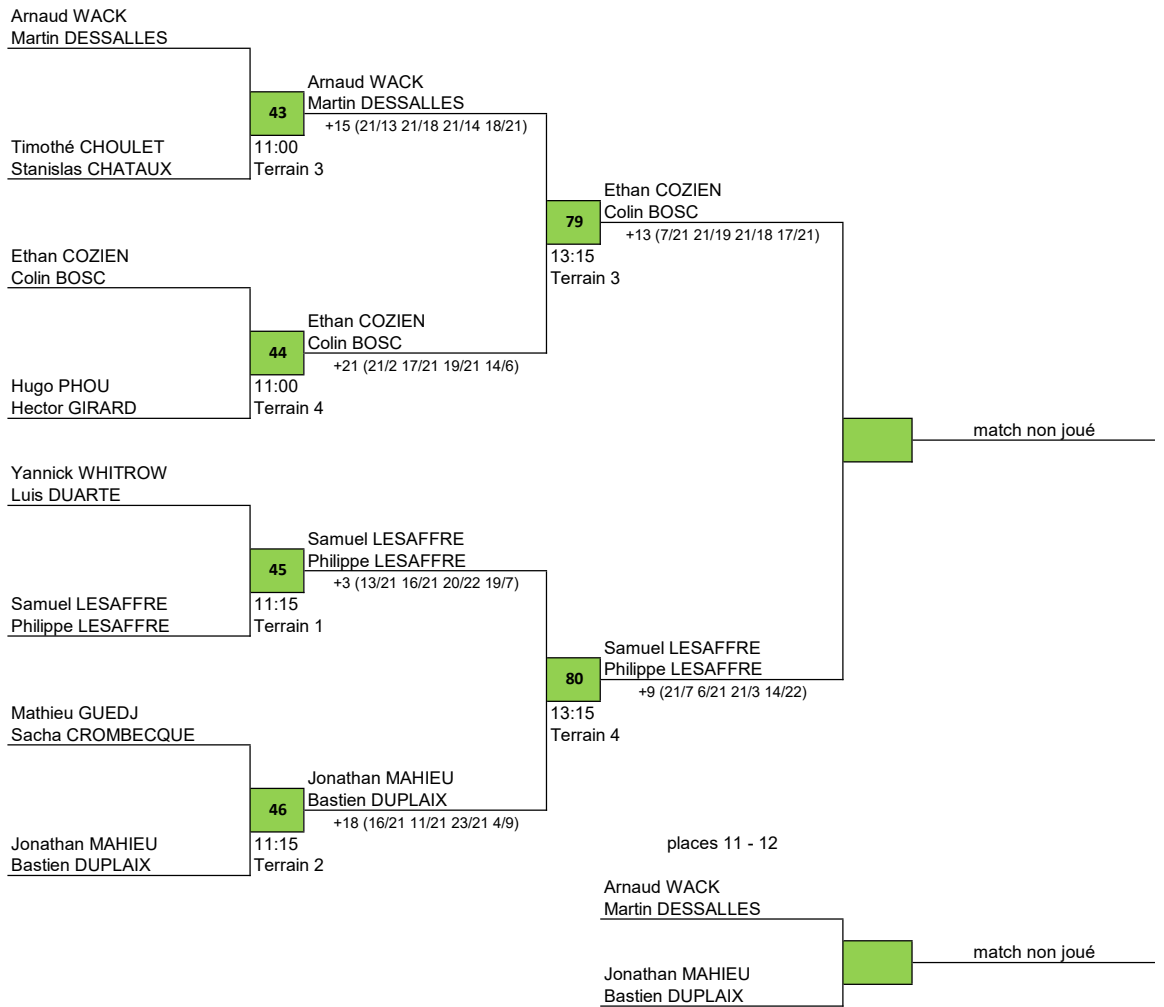 Arnaud WACK
Martin DESSALLES
Arnaud WACK
43
Martin DESSALLES
+15 (21/13 21/18 21/14 18/21)
Timothé CHOULET
11:00
Stanislas CHATAUX
Terrain 3
Ethan COZIEN
79
Colin BOSC
+13 (7/21 21/19 21/18 17/21)
Ethan COZIEN
13:15
Colin BOSC
Terrain 3
Ethan COZIEN
44
Colin BOSC
+21 (21/2 17/21 19/21 14/6)
Hugo PHOU
11:00
Hector GIRARD
Terrain 4
match non joué
Yannick WHITROW
Luis DUARTE
Samuel LESAFFRE
45
Philippe LESAFFRE
+3 (13/21 16/21 20/22 19/7)
Samuel LESAFFRE
11:15
Philippe LESAFFRE
Terrain 1
Samuel LESAFFRE
80
Philippe LESAFFRE
+9 (21/7 6/21 21/3 14/22)
Mathieu GUEDJ
13:15
Sacha CROMBECQUE
Terrain 4
Jonathan MAHIEU
46
Bastien DUPLAIX
+18 (16/21 11/21 23/21 4/9)
Jonathan MAHIEU
11:15
Bastien DUPLAIX
Terrain 2
places 11 - 12
Arnaud WACK
Martin DESSALLES
match non joué
Jonathan MAHIEU
Bastien DUPLAIX